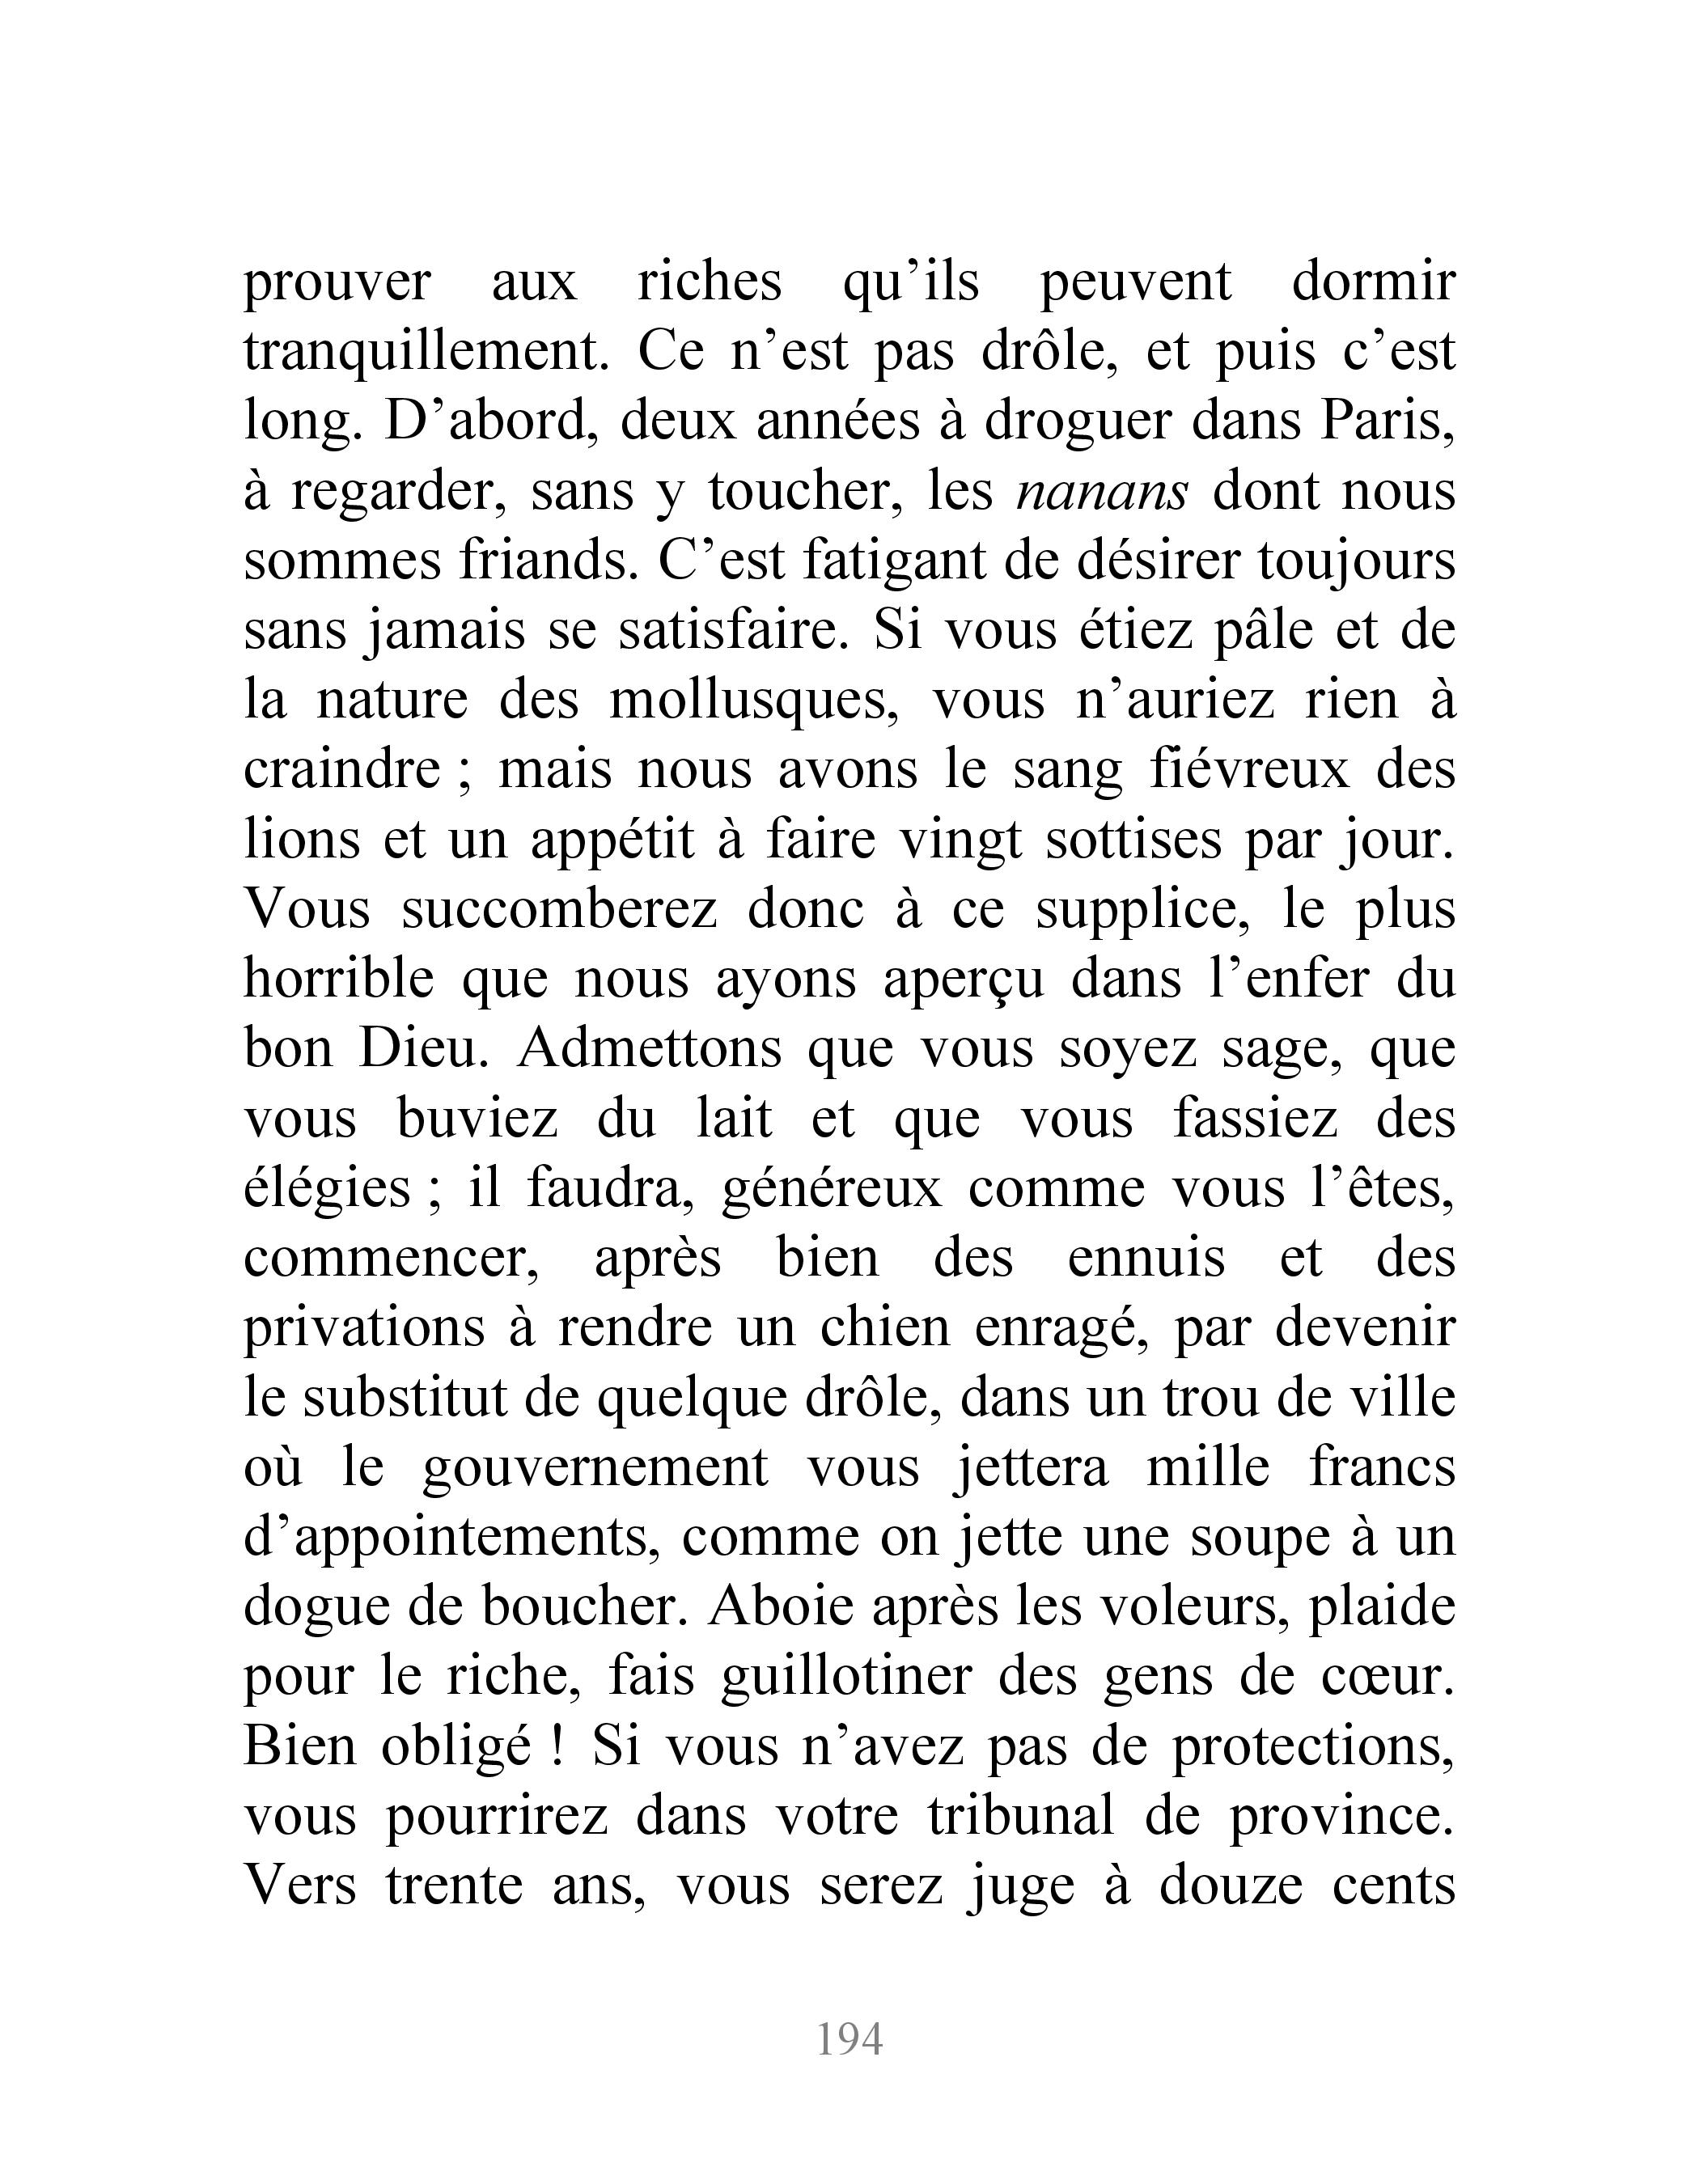 prouver aux riches qu’ils peuvent dormir
tranquillement. Ce n’est pas drôle, et puis c’est
long. D’abord, deux années à droguer dans Paris,
à regarder, sans y toucher, les nanans dont nous
sommes friands. C’est fatigant de désirer toujours
sans jamais se satisfaire. Si vous étiez pâle et de
la nature des mollusques, vous n’auriez rien à
craindre ; mais nous avons le sang fiévreux des
lions et un appétit à faire vingt sottises par jour.
Vous succomberez donc à ce supplice, le plus
horrible que nous ayons aperçu dans l’enfer du
bon Dieu. Admettons que vous soyez sage, que
vous buviez du lait et que vous fassiez des
élégies ; il faudra, généreux comme vous l’êtes,
commencer, après bien des ennuis et des
privations à rendre un chien enragé, par devenir
le substitut de quelque drôle, dans un trou de ville
où le gouvernement vous jettera mille francs
d’appointements, comme on jette une soupe à un
dogue de boucher. Aboie après les voleurs, plaide
pour le riche, fais guillotiner des gens de cœur.
Bien obligé ! Si vous n’avez pas de protections,
vous pourrirez dans votre tribunal de province.
Vers trente ans, vous serez juge à douze cents
194